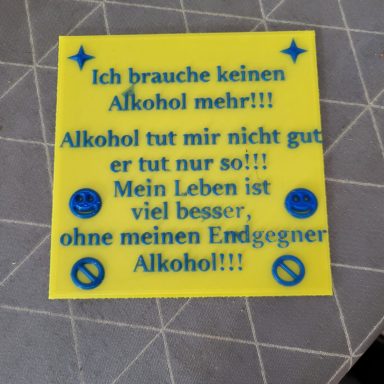 Ich brauche keinen
Alkohol mehr!!!
Alkohol tut mir nicht gut
er tut nur so!!!
Mein Leben ist
viel besser,
ohne meinen Endgegner
Alkohol!!!